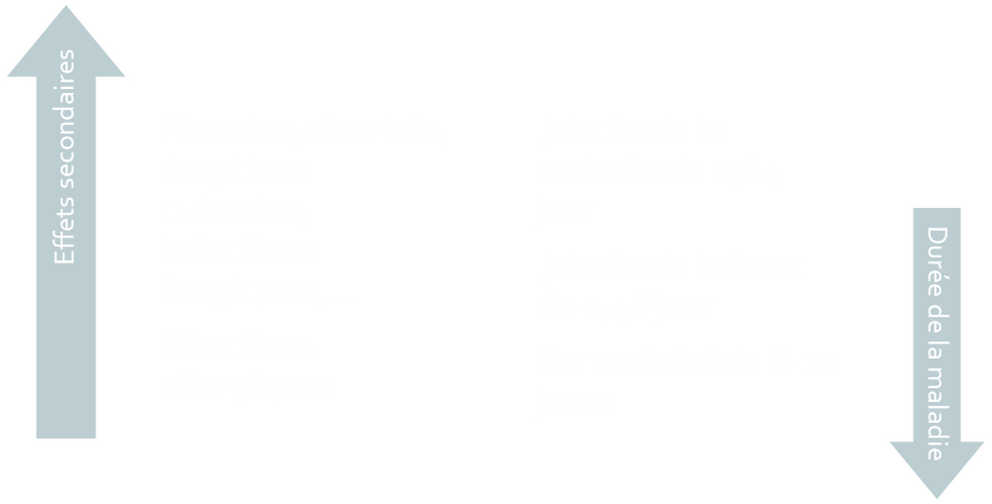 Effets secondaires
Durée de la maladie